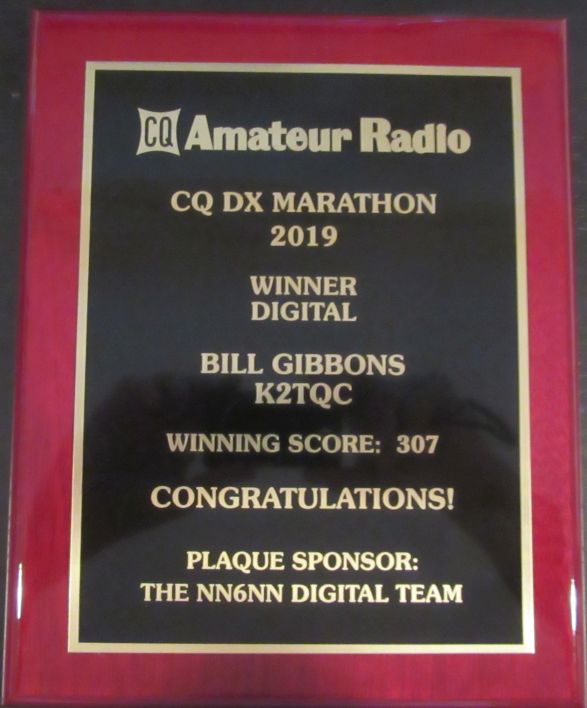 CQ Amateur Radio
CQ DX MARATHON
2019
WINNER
DIGITAL
BILL GIBBONS
K2TQC
WINNING SCORE: 307
CONGRATULATIONS!
PLAQUE SPONSOR:
THE NN6NN DIGITAL TEAM